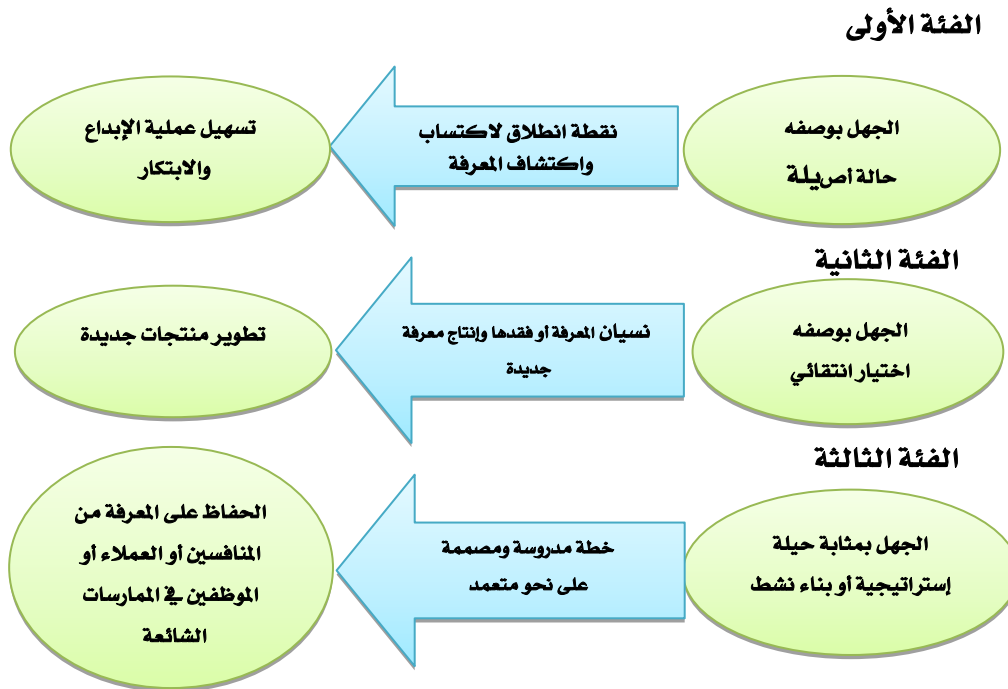 الفئة الأولى
الجهل بوصفه
حالة أصيلة
نقطة انطلاق لاكتساب
واكتشاف المعرفة
تسهيل عملية الإبداع
والابتكار
الفئة الثانية
الجهل بوصفه
اختيار انتقائي
نسيان المعرفة أو فقدها وإنتاج معرفة
جديدة
تطوير منتجات جديدة
الفئة الثالثة
الجهل بمثابة حيلة
إستراتيجية أو بناء نشط
خطة مدروسة ومصممة
على نحو متعمد
الحفاظ على المعرفة من
المنافسين أو العملاء أو
الموظفين في الممارسات
الشائعة